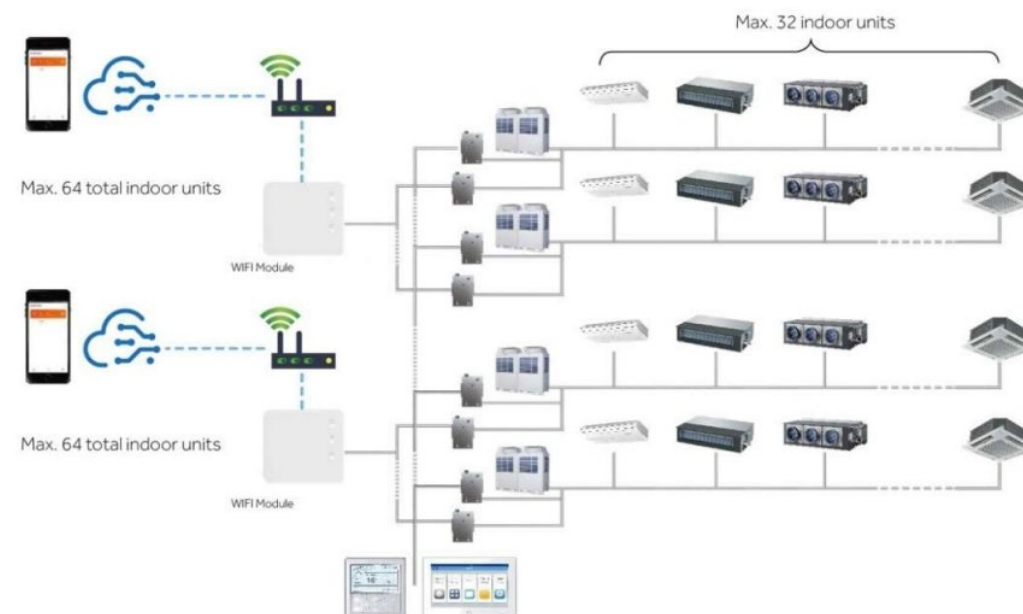 Max. 32 indoor units
Max. 64 total indoor units
WIFI Module
Max. 64 total indoor units
WIFI Module